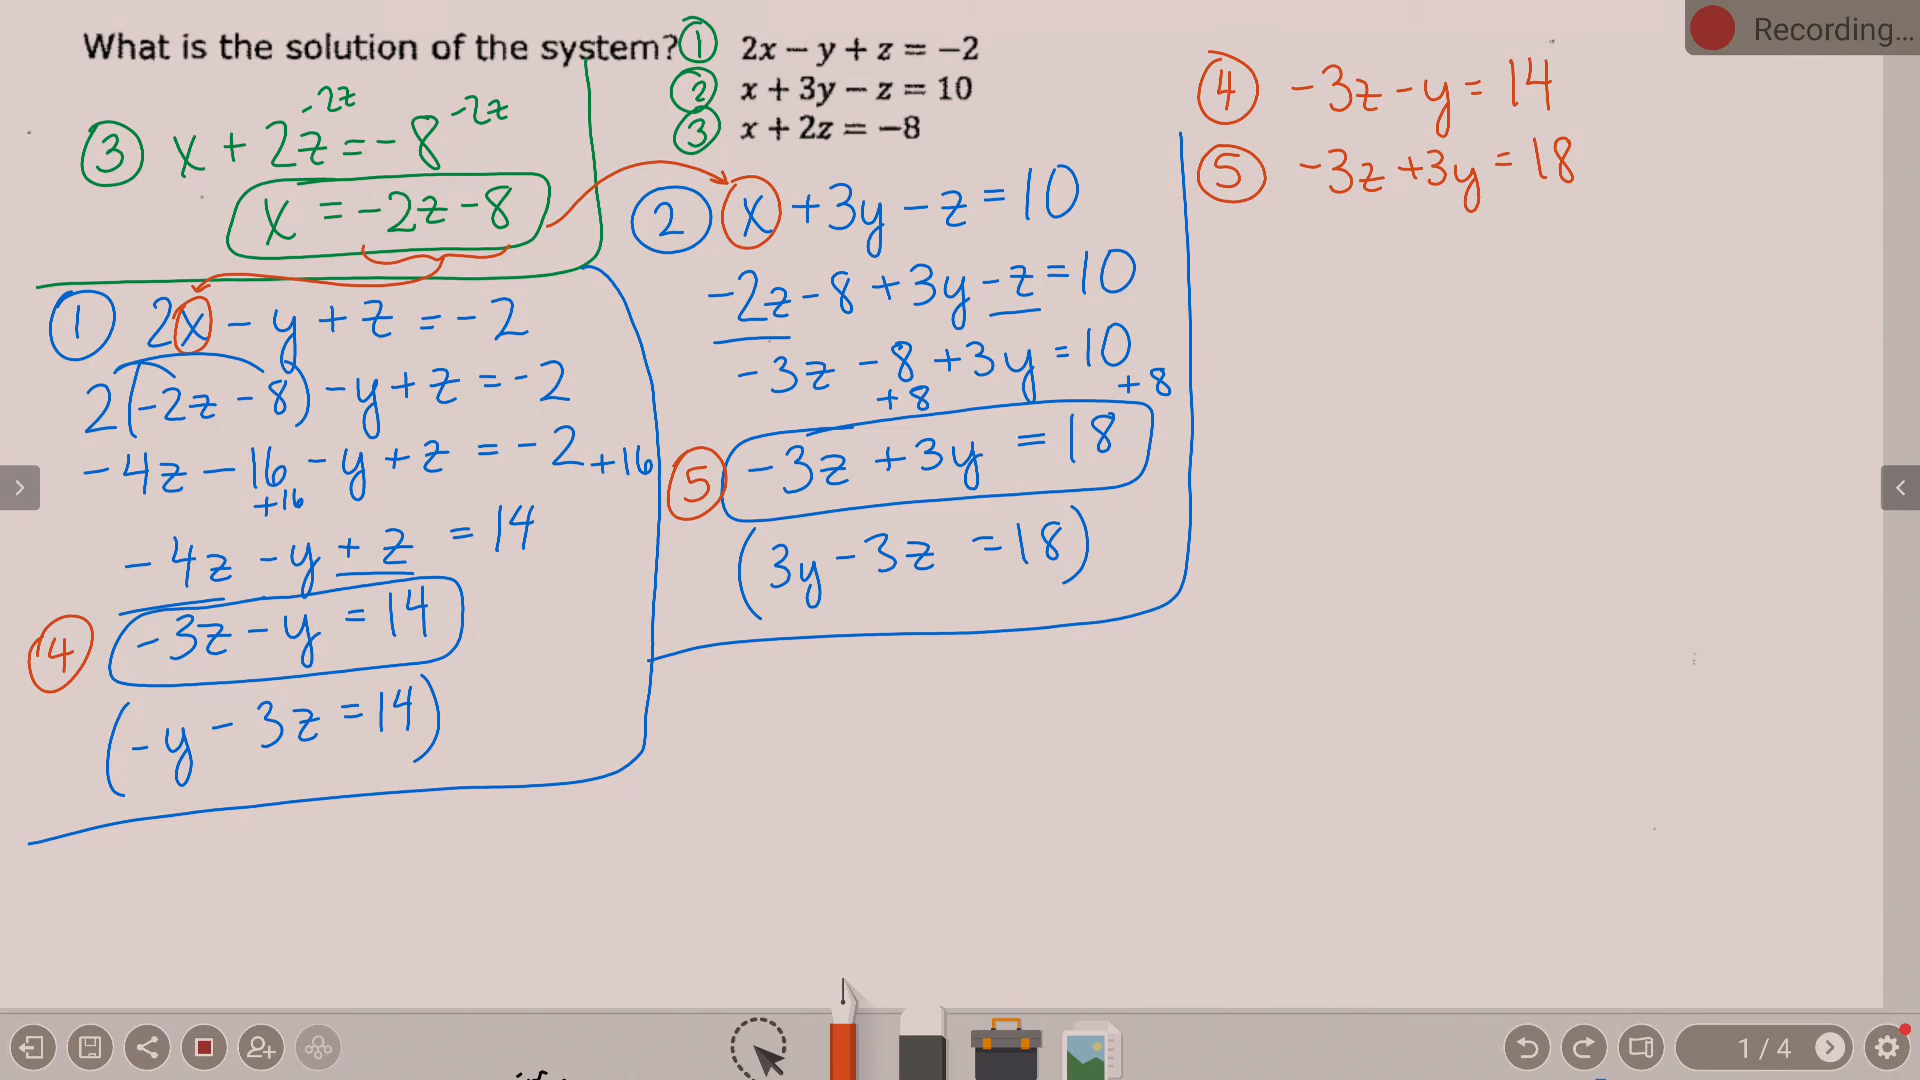 What is the solution of the system?
① 2x − y + z = −2
② x + 3y − z = 10
③ x + 2z = −8
Recording...
-2z -2z
③ x + 2z = -8
x = -2z -8
① 2x - y + z = -2
2(-2z - 8) - y + z = -2
-4z - 16 - y + z = -2 +16
+16
-4z - y + z = 14
④ -3z - y = 14
(-y - 3z = 14)
② x + 3y - z = 10
-2z - 8 + 3y - z = 10
-3z - 8 + 3y = 10
+8 +8
⑤ -3z + 3y = 18
(3y - 3z = 18)
④ -3z - y = 14
⑤ -3z + 3y = 18
1 / 4